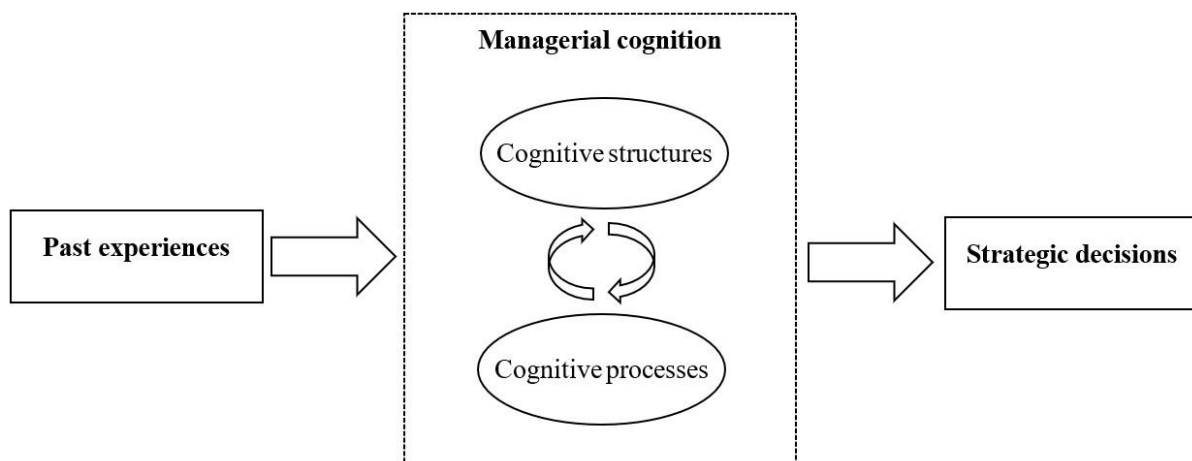 Managerial cognition
Cognitive structures
Past experiences
Strategic decisions
Cognitive processes